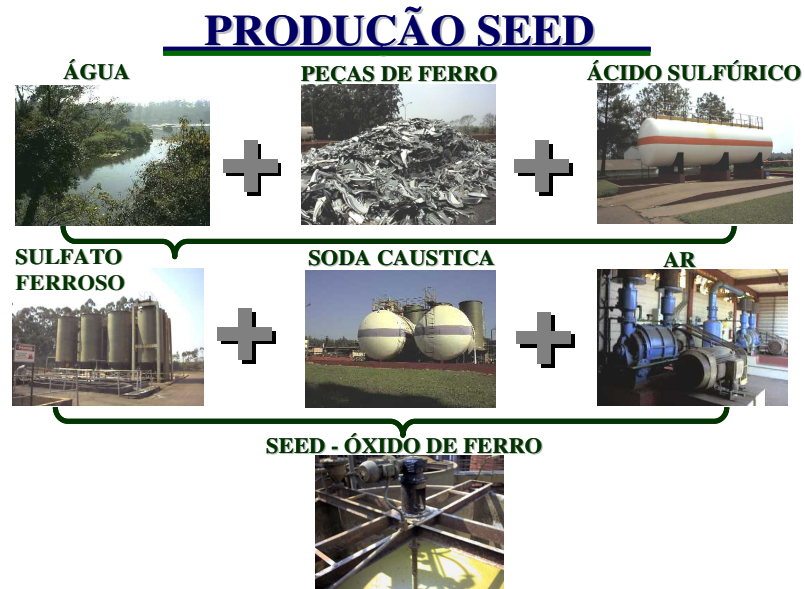 PRODUÇÃO SEED
ÁGUA
PEÇAS DE FERRO
ÁCIDO SULFÚRICO
SULFATO
FERROSO
SODA CAUSTICA
AR
SEED - ÓXIDO DE FERRO